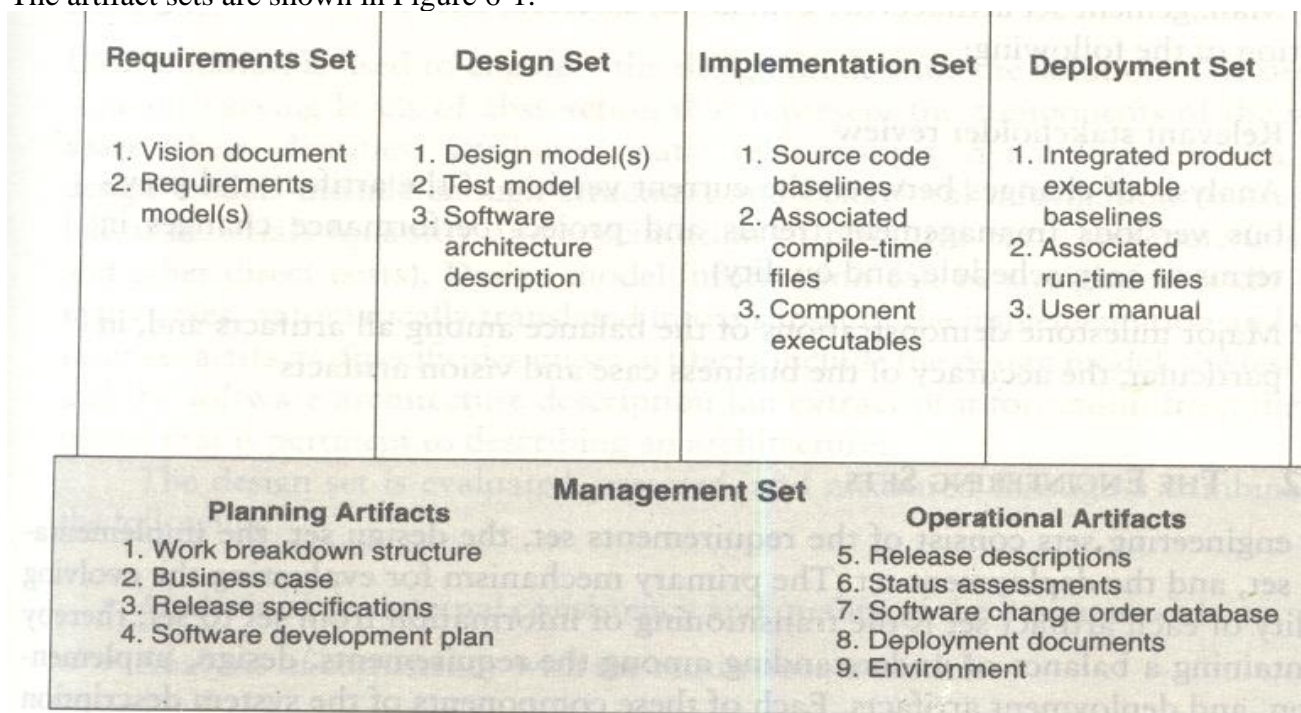 The artifact sets are shown in Figure 6-1.
Requirements Set
1. Vision document
2. Requirements
model(s)
Design Set
1. Design model(s)
2. Test model
3. Software
architecture
description
Implementation Set
1. Source code
baselines
2. Associated
compile-time
files
3. Component
executables
Deployment Set
1. Integrated product
executable
baselines
2. Associated
run-time files
3. User manual
Management Set
Planning Artifacts
1. Work breakdown structure
2. Business case
3. Release specifications
4. Software development plan
Operational Artifacts
5. Release descriptions
6. Status assessments
7. Software change order database
8. Deployment documents
9. Environment